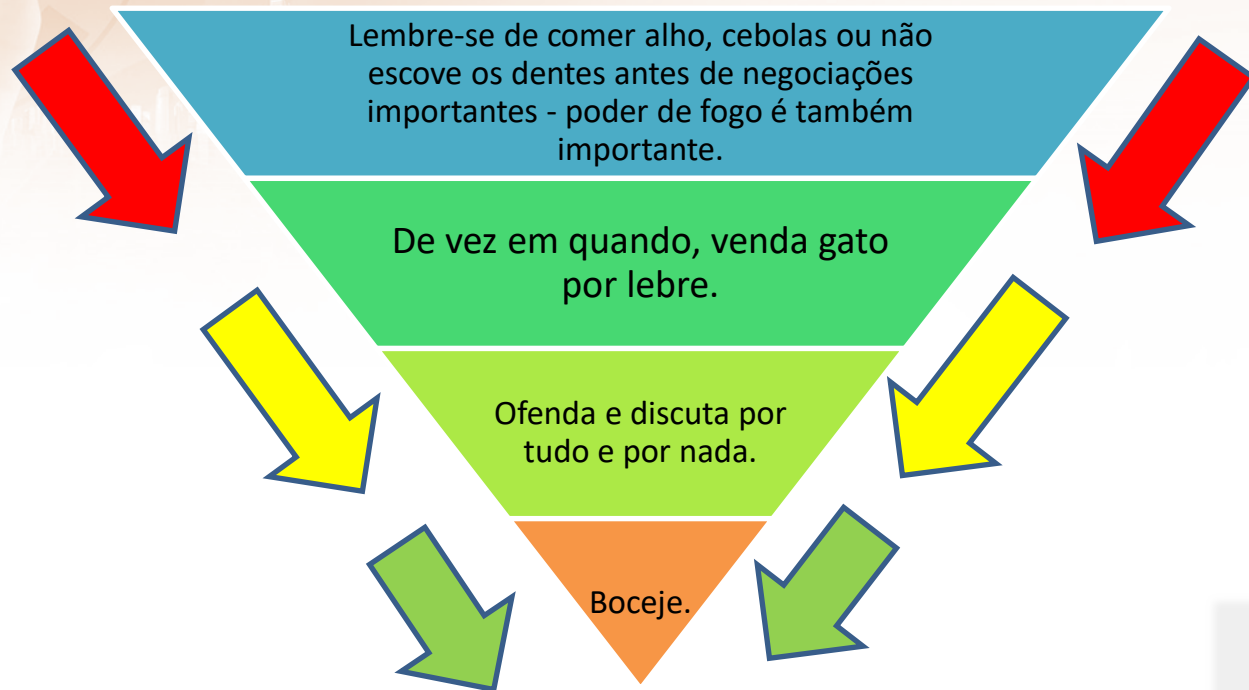 Lembre-se de comer alho, cebolas ou não
escove os dentes antes de negociações
importantes - poder de fogo é também
importante.
De vez em quando, venda gato
por lebre.
Ofenda e discuta por
tudo e por nada.
Boceje.